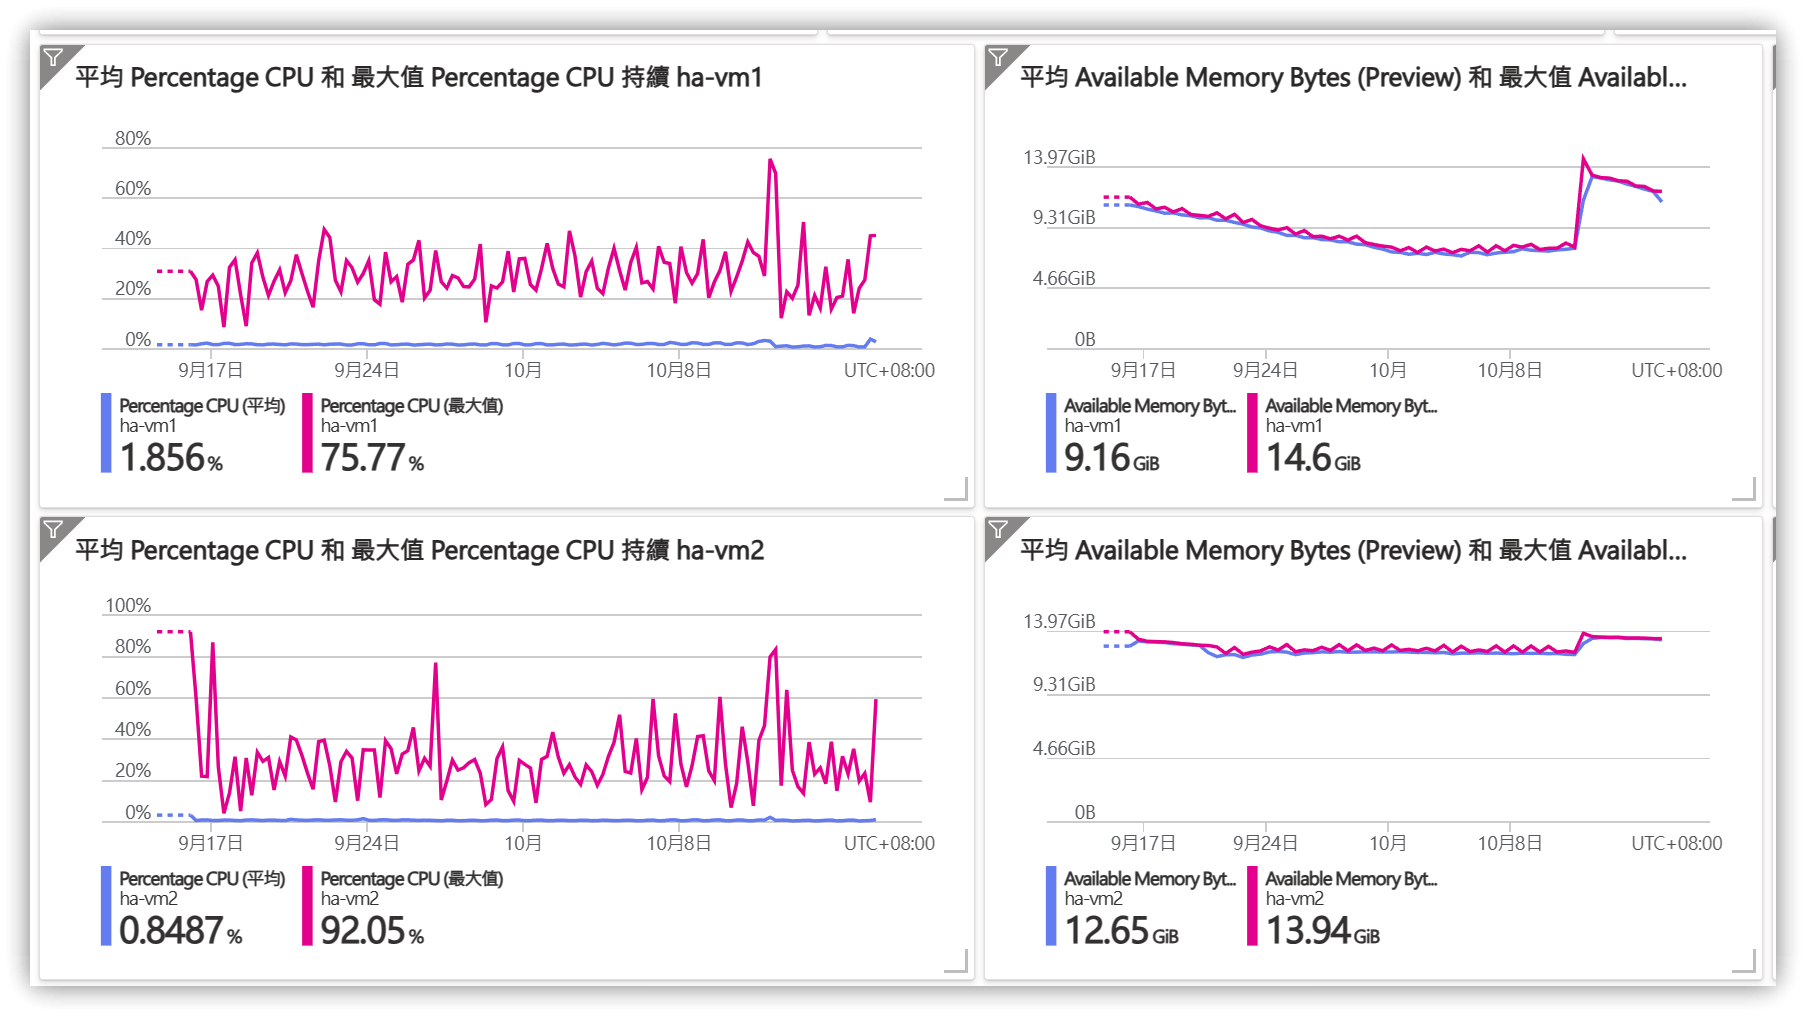 平均 Percentage CPU 和 最大值 Percentage CPU 持續 ha-vm1
80%
60%
40%
20%
0%
9月17日
9月24日
10月
10月8日
UTC+08:00
Percentage CPU (平均)
ha-vm1
1.856 %
Percentage CPU (最大值)
ha-vm1
75.77 %
平均 Available Memory Bytes (Preview) 和 最大值 Availabl...
13.97GiB
9.31GiB
4.66GiB
0B
9月17日
9月24日
10月
10月8日
UTC+08:00
Available Memory Byt...
ha-vm1
9.16 GiB
Available Memory Byt...
ha-vm1
14.6 GiB
平均 Percentage CPU 和 最大值 Percentage CPU 持續 ha-vm2
100%
80%
60%
40%
20%
0%
9月17日
9月24日
10月
10月8日
UTC+08:00
Percentage CPU (平均)
ha-vm2
0.8487 %
Percentage CPU (最大值)
ha-vm2
92.05 %
平均 Available Memory Bytes (Preview) 和 最大值 Availabl...
13.97GiB
9.31GiB
4.66GiB
0B
9月17日
9月24日
10月
10月8日
UTC+08:00
Available Memory Byt...
ha-vm2
12.65 GiB
Available Memory Byt...
ha-vm2
13.94 GiB